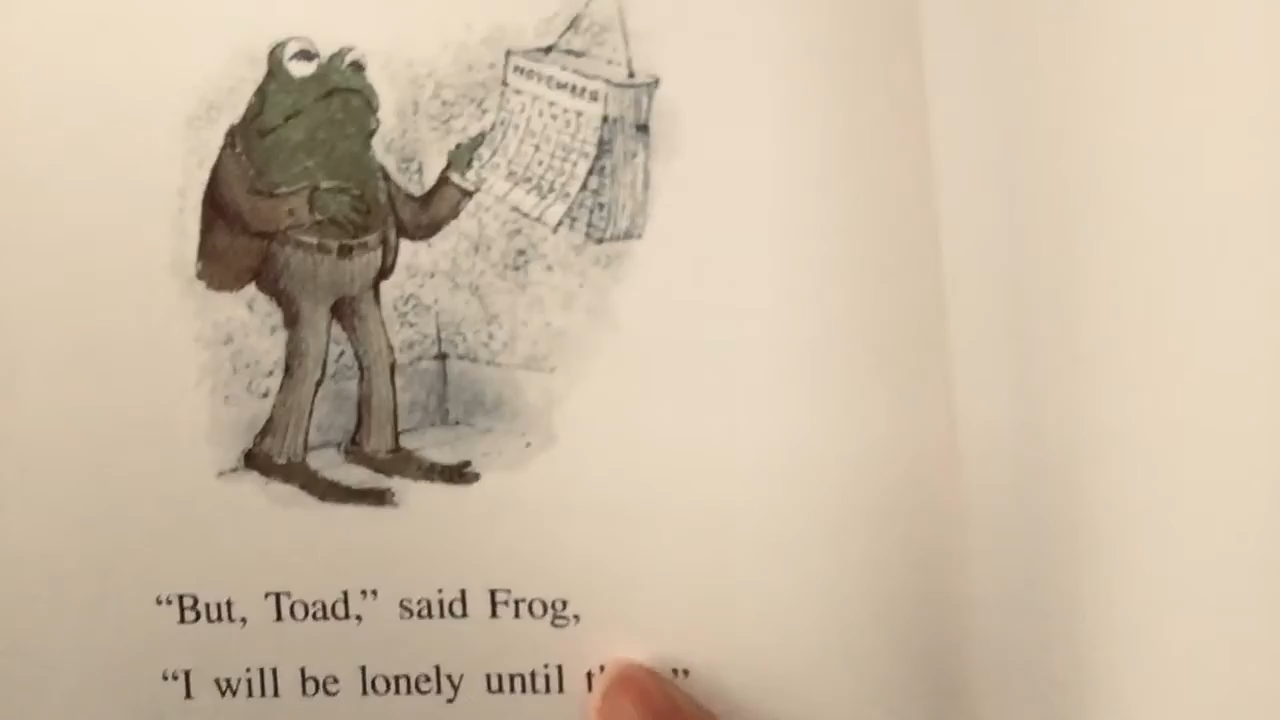 NOVEMBER
“But, Toad,” said Frog,
“I will be lonely until